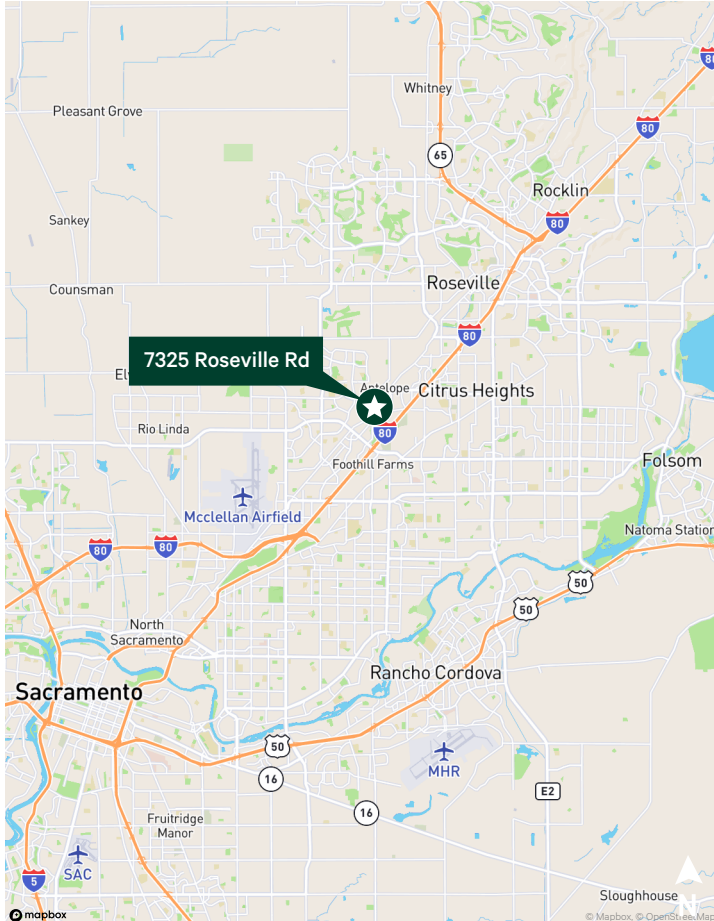 Whitney
80
Pleasant Grove
80
65
Rocklin
Sankey
80
Roseville
Counsman
80
7325 Roseville Rd
Antelope
Citrus Heights
Rio Linda
80
Foothill Farms
Folsom
Mcclellan Airfield
Natoma Station
80
80
50
50
North
Sacramento
Rancho Cordova
Sacramento
50
MHR
16
E2
16
Fruitridge
Manor
SAC
5
Sloughhouse
N
mapbox
© Mapbox, © OpenStreetMap